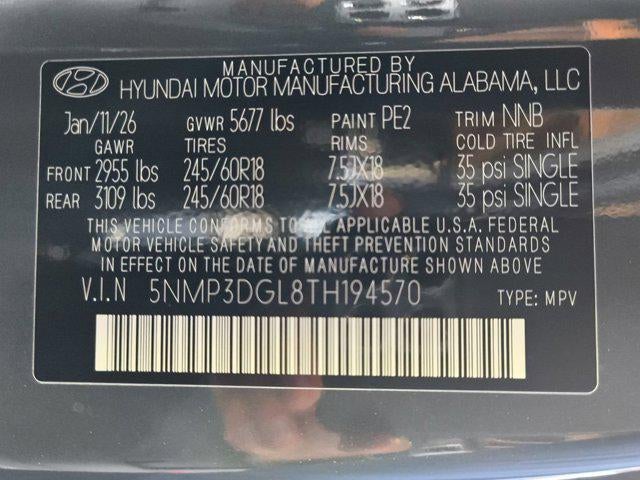 MANUFACTURED BY
HYUNDAI MOTOR MANUFACTURING ALABAMA, LLC
Jan/11/26 GVWR 5677 lbs PAINT PE2 TRIM NNB
GAWR TIRES RIMS COLD TIRE INFL
FRONT 2955 lbs 245/60R18 7.5JX18 35 psi SINGLE
REAR 3109 lbs 245/60R18 7.5JX18 35 psi SINGLE
THIS VEHICLE CONFORMS TO ALL APPLICABLE U.S.A. FEDERAL
MOTOR VEHICLE SAFETY AND THEFT PREVENTION STANDARDS
IN EFFECT ON THE DATE OF MANUFACTURE SHOWN ABOVE
V.I.N 5NMP3DGL8TH194570 TYPE: MPV